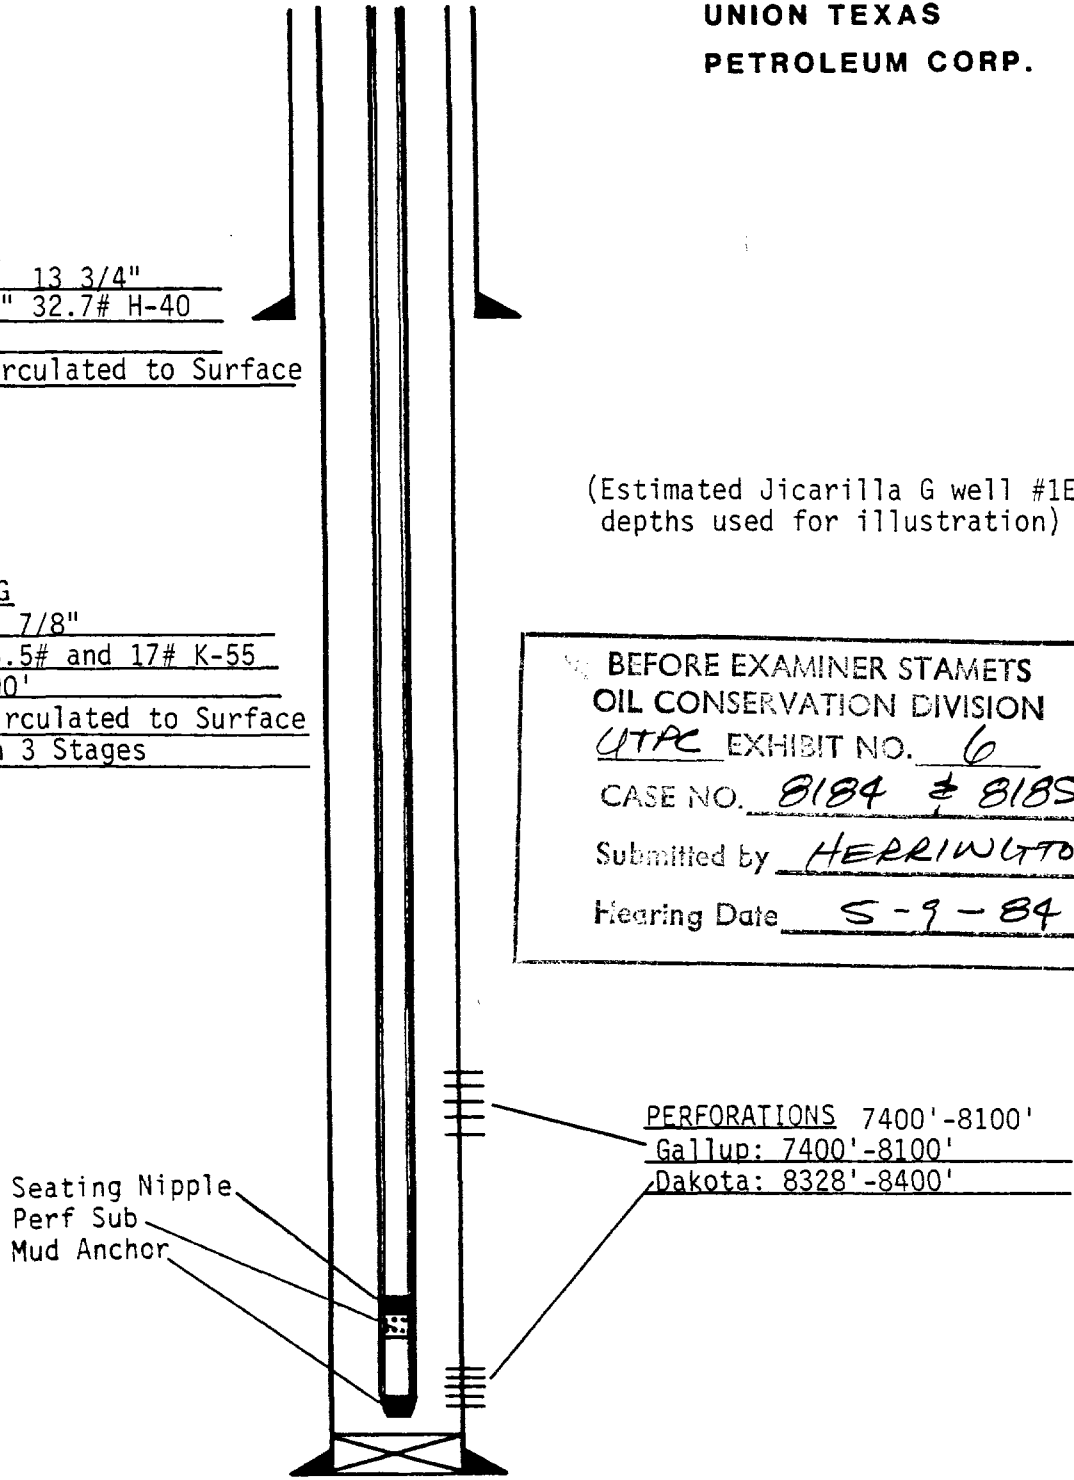 UNION TEXAS
PETROLEUM CORP.
13 3/4"
" 32.7# H-40
rculated to Surface
(Estimated Jicarilla G well #1E
depths used for illustration)
G
7/8"
.5# and 17# K-55
0'
rculated to Surface
3 Stages
BEFORE EXAMINER STAMETS
OIL CONSERVATION DIVISION
UTPC EXHIBIT NO. 6
CASE NO. 8184 & 8185
Submitted by HERRINGTO
Hearing Date 5-9-84
PERFORATIONS 7400'-8100'
Gallup: 7400'-8100'
Dakota: 8328'-8400'
Seating Nipple
Perf Sub
Mud Anchor